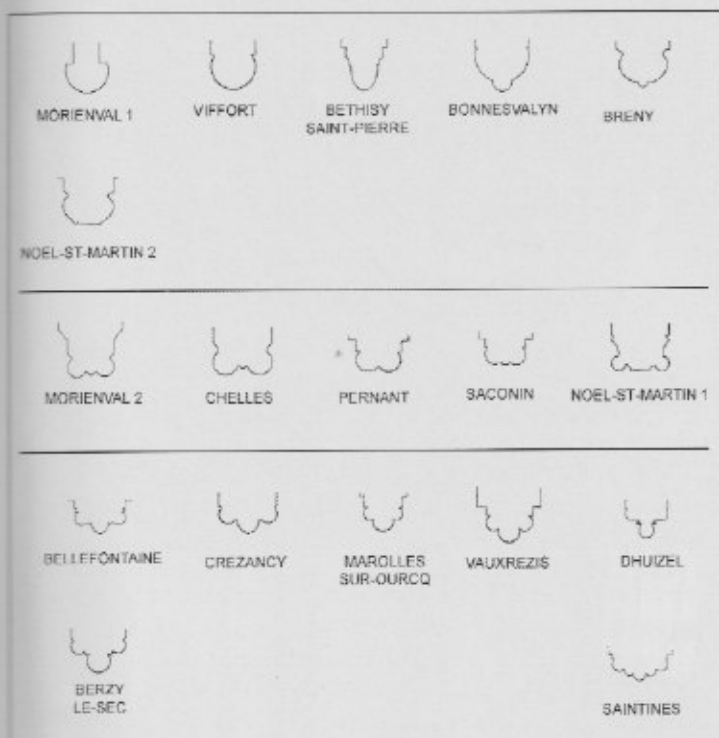 MORIENVAL 1
VIFFORT
BETHISY
SAINT-PIERRE
BONNESVALYN
BRENY
NOEL-ST-MARTIN 2
MORIENVAL 2
CHELLES
PERNANT
SACONIN
NOEL-ST-MARTIN 1
BELLEFONTAINE
CREZANCY
MAROLLES
SUR-OURCQ
VAUXREZIS
DHUIZEL
BERZY
LE-SEC
SAINTINES